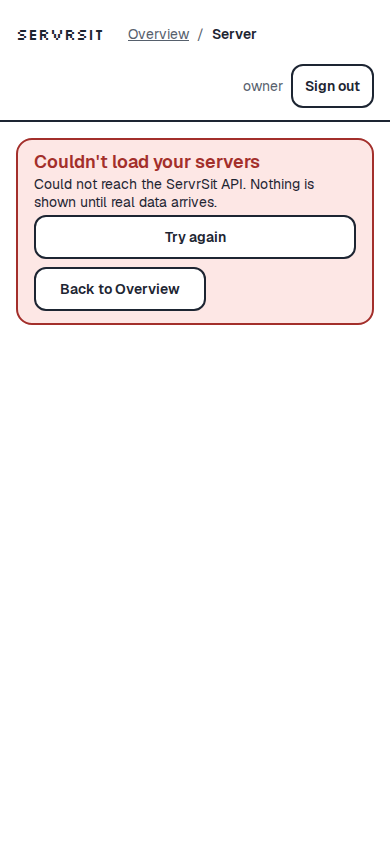 SERVRSIT Overview / Server
owner Sign out
Couldn't load your servers
Could not reach the ServrSit API. Nothing is
shown until real data arrives.
Try again
Back to Overview